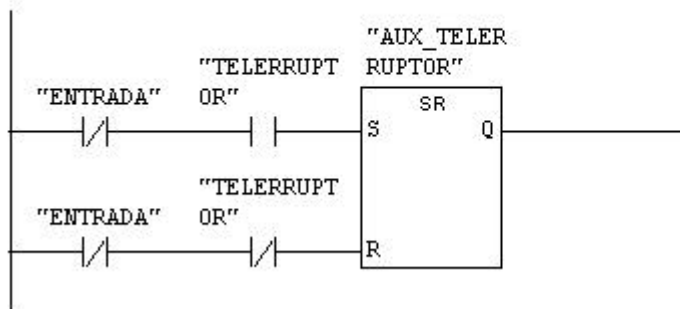 "AUX_TELER
RUPTOR"
"TELERRUPT
OR"
"ENTRADA"
SR
S
Q
"TELERRUPT
OR"
"ENTRADA"
R